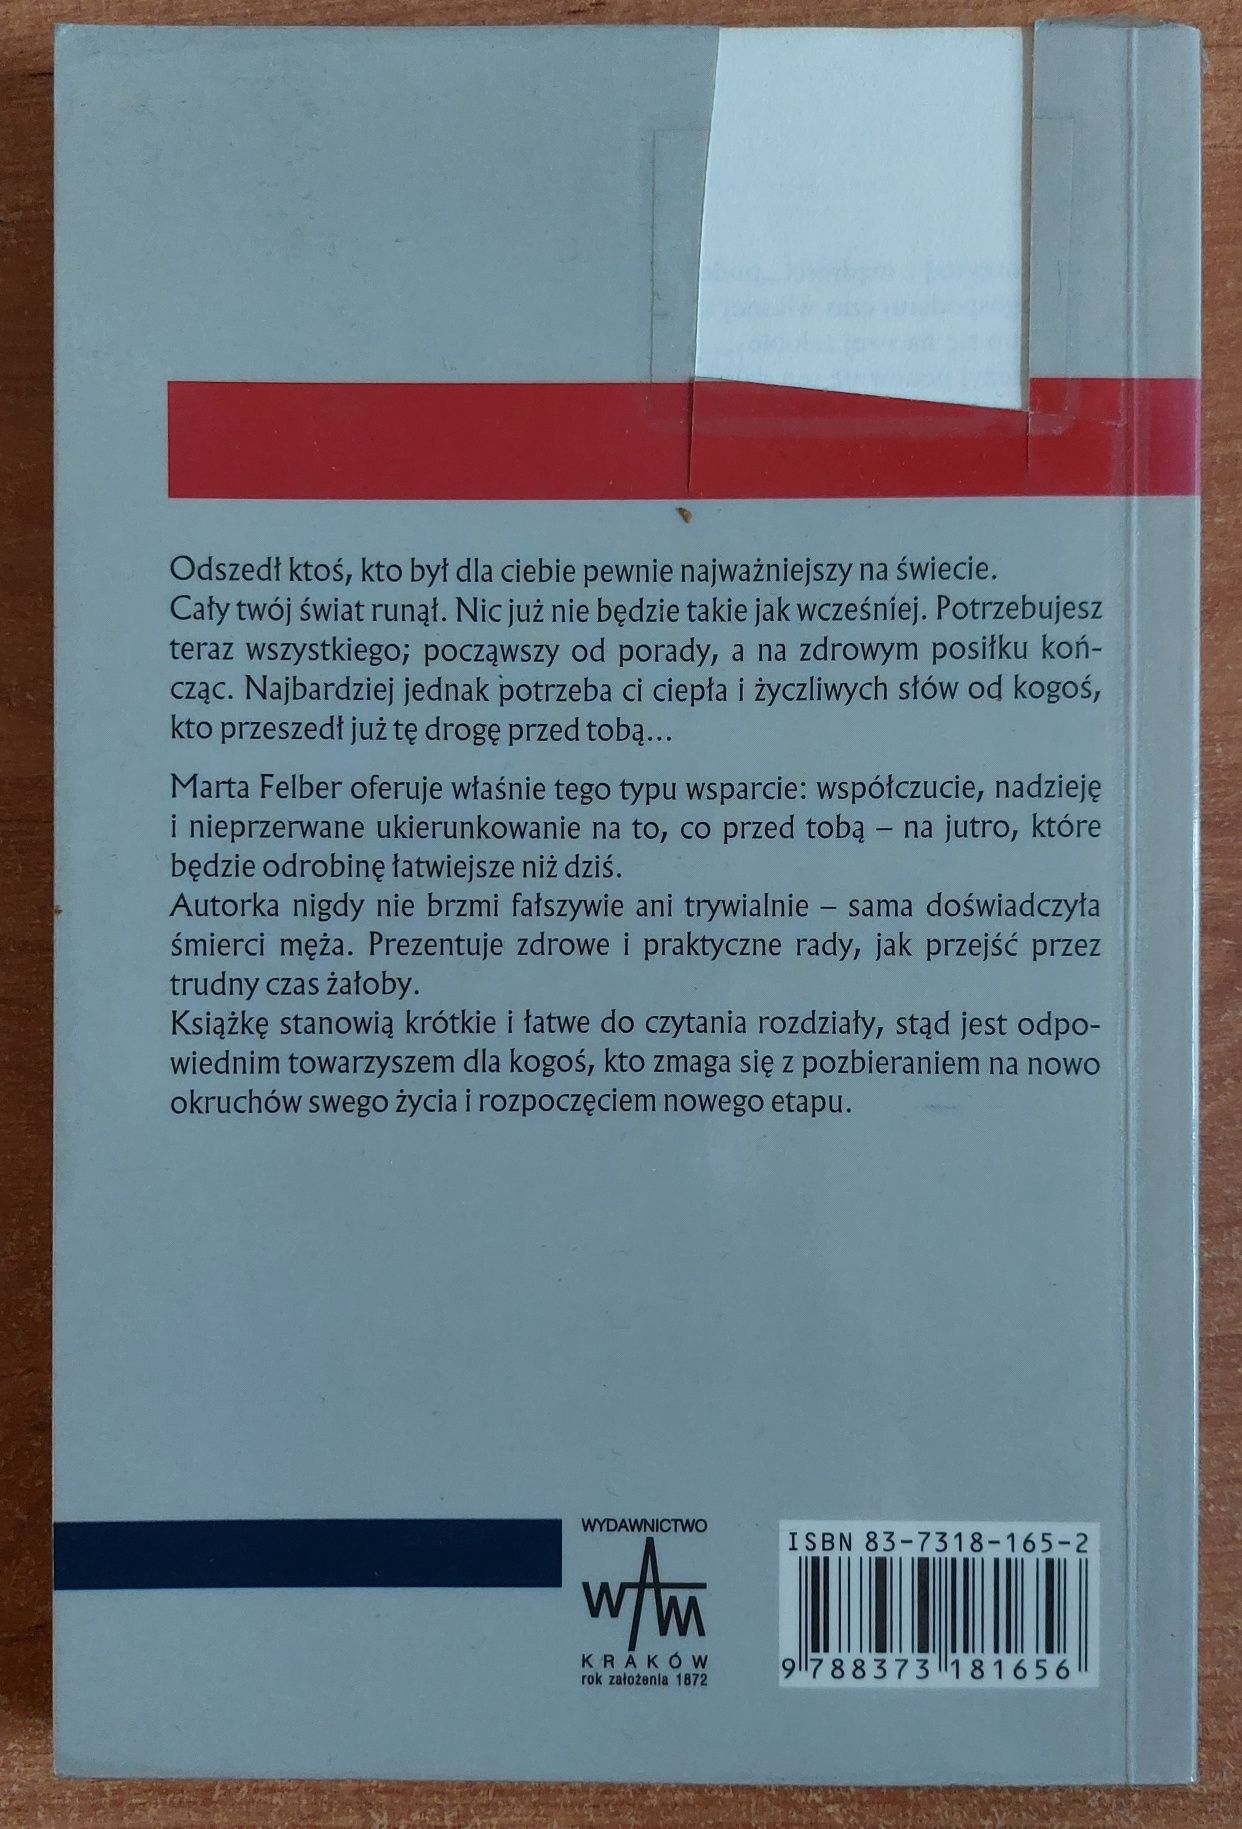 Odszedł ktoś, kto był dla ciebie pewnie najważniejszy na świecie.
Cały twój świat runął. Nic już nie będzie takie jak wcześniej. Potrzebujesz
teraz wszystkiego; począwszy od porady, a na zdrowym posiłku koń-
cząc. Najbardziej jednak potrzeba ci ciepła i życzliwych słów od kogoś,
kto przeszedł już tę drogę przed tobą...
Marta Felber oferuje właśnie tego typu wsparcie: współczucie, nadzieję
i nieprzerwane ukierunkowanie na to, co przed tobą – na jutro, które
będzie odrobinę łatwiejsze niż dziś.
Autorka nigdy nie brzmi fałszywie ani trywialnie – sama doświadczyła
śmierci męża. Prezentuje zdrowe i praktyczne rady, jak przejść przez
trudny czas żałoby.
Książkę stanowią krótkie i łatwe do czytania rozdziały, stąd jest odpo-
wiednim towarzyszem dla kogoś, kto zmaga się z pozbieraniem na nowo
okruchów swego życia i rozpoczęciem nowego etapu.
WYDAWNICTWO
WAM
KRAKÓW
rok założenia 1872
ISBN 83-7318-165-2
9 788373 181656